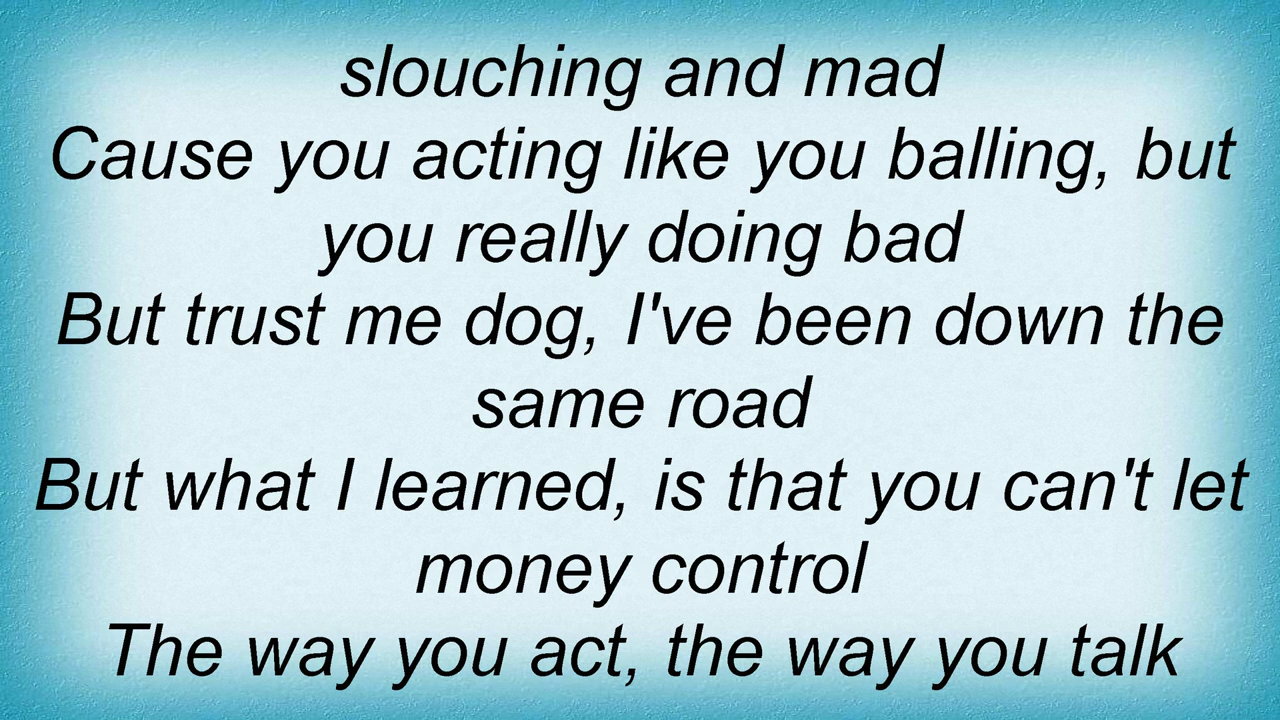 slouching and mad
Cause you acting like you balling, but
you really doing bad
But trust me dog, I've been down the
same road
But what I learned, is that you can't let
money control
The way you act, the way you talk